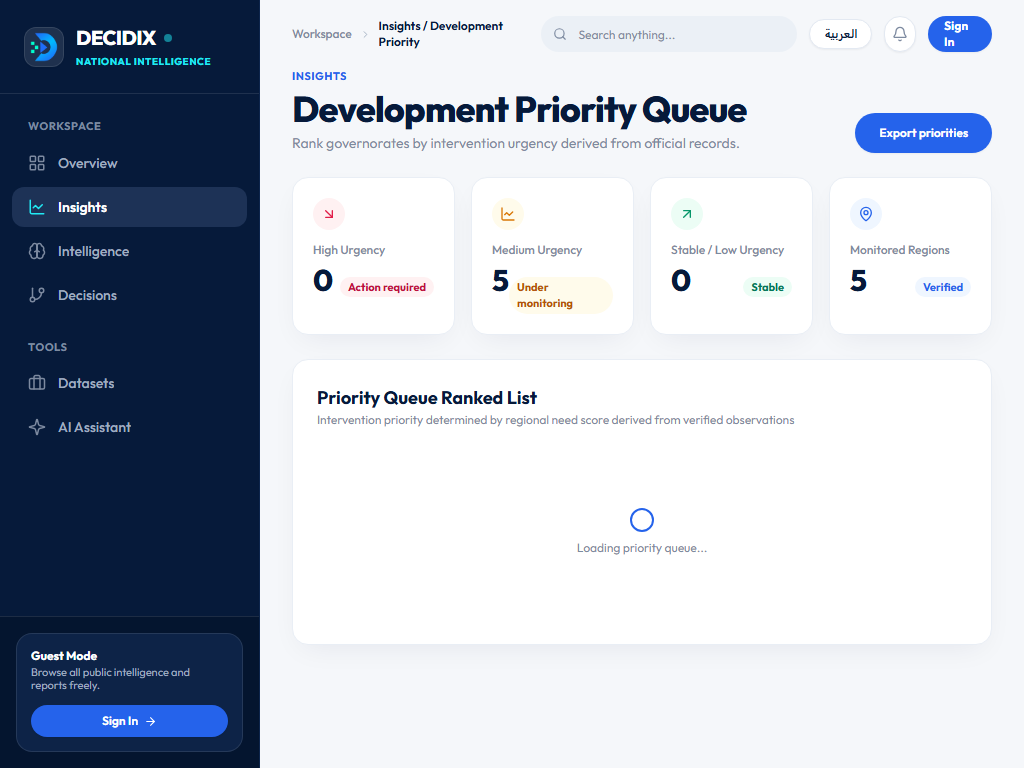 DECIDIX
NATIONAL INTELLIGENCE
WORKSPACE
Overview
Insights
Intelligence
Decisions
TOOLS
Datasets
AI Assistant
Guest Mode
Browse all public intelligence and
reports freely.
Sign In
Workspace
Insights / Development
Priority
Search anything...
العربية
Sign
In
INSIGHTS
Development Priority Queue
Rank governorates by intervention urgency derived from official records.
Export priorities
High Urgency
0 Action required
Medium Urgency
5 Under
monitoring
Stable / Low Urgency
0 Stable
Monitored Regions
5 Verified
Priority Queue Ranked List
Intervention priority determined by regional need score derived from verified observations
Loading priority queue...